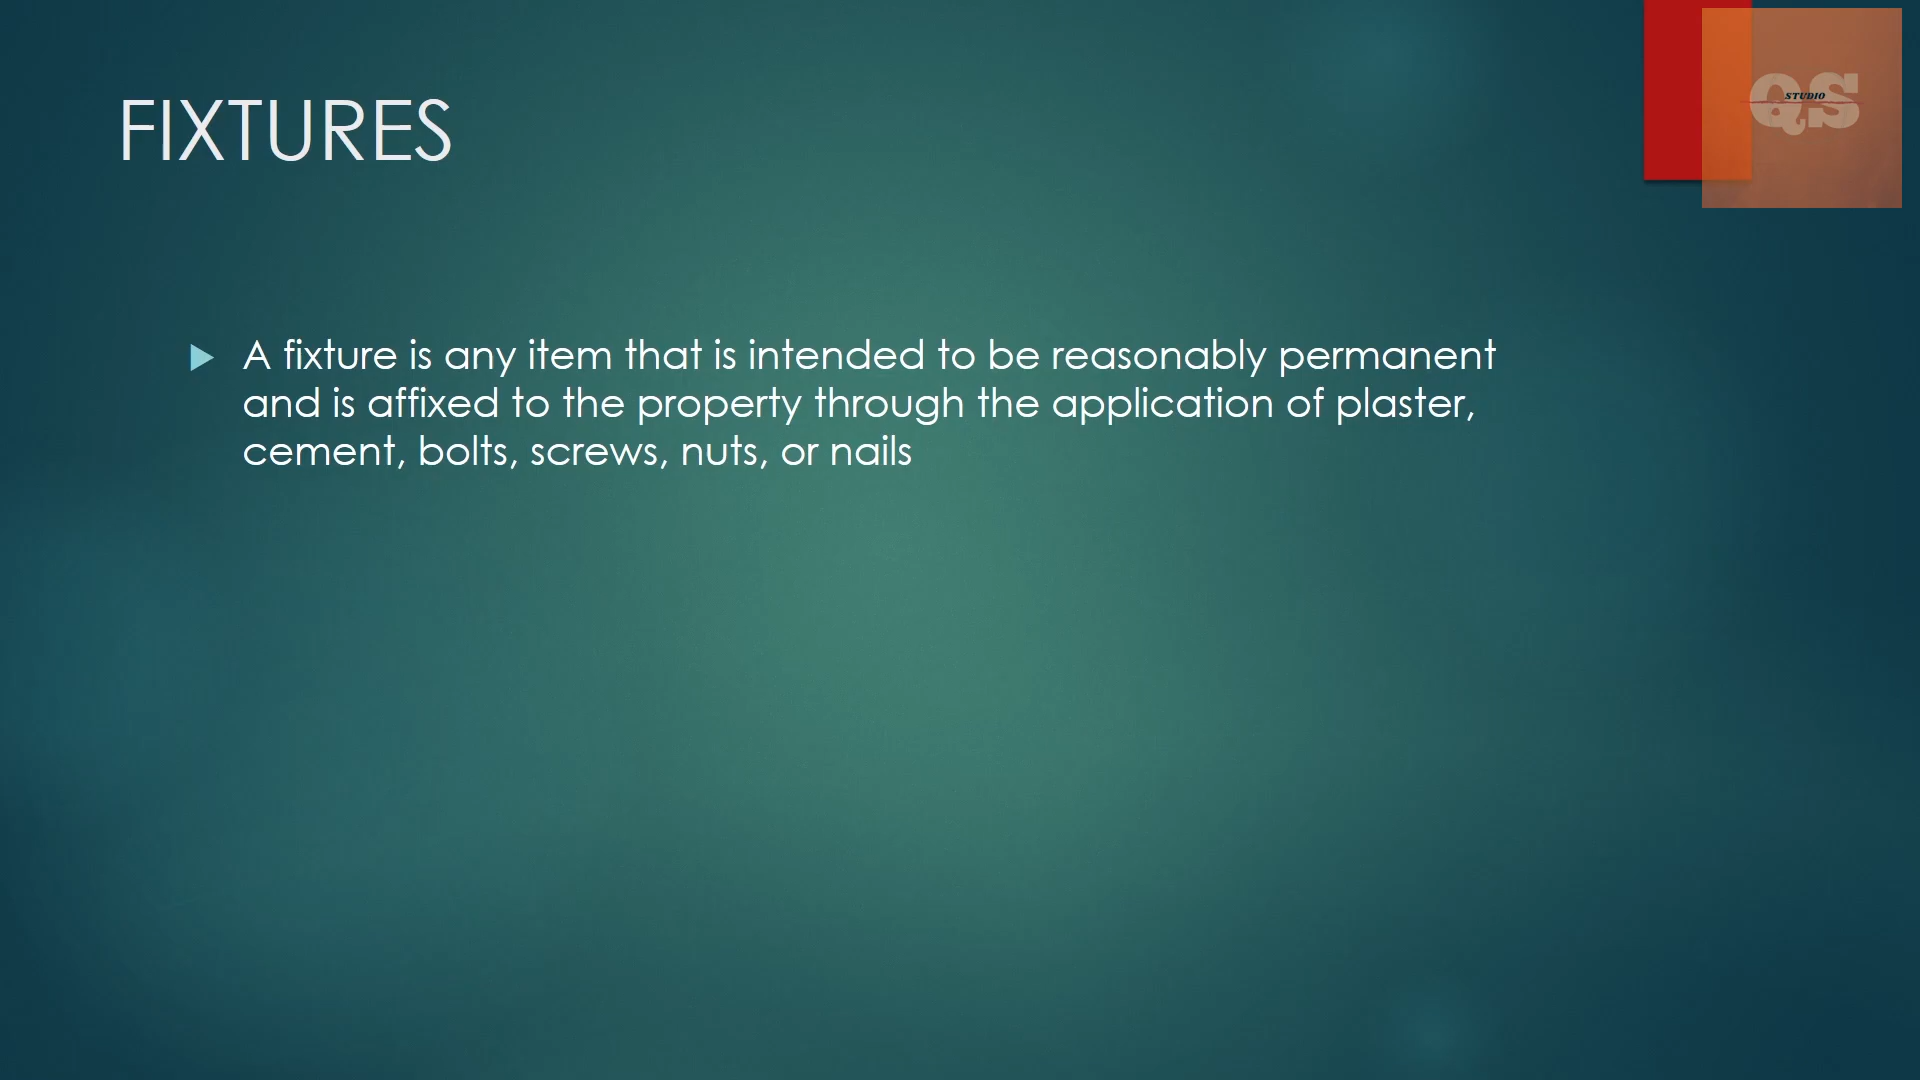 FIXTURES
QS
STUDIO
A fixture is any item that is intended to be reasonably permanent
and is affixed to the property through the application of plaster,
cement, bolts, screws, nuts, or nails